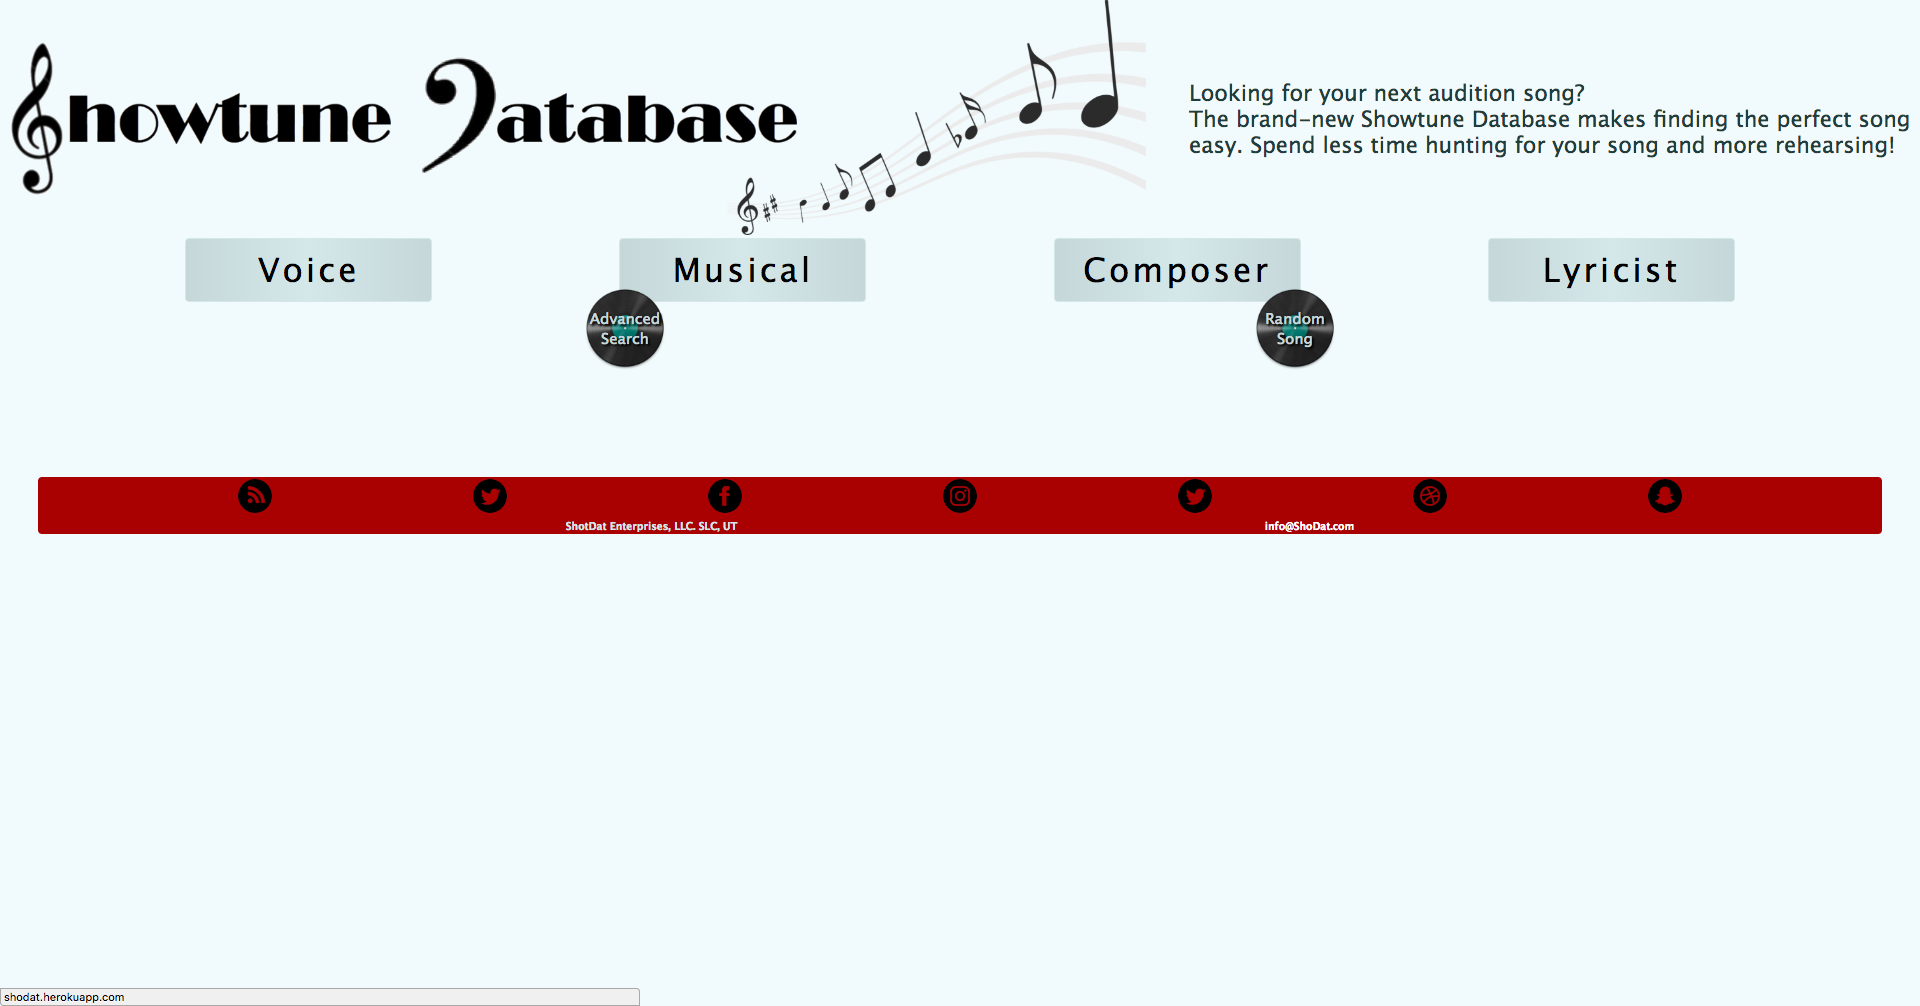 Showtune Database
Looking for your next audition song?
The brand-new Showtune Database makes finding the perfect song
easy. Spend less time hunting for your song and more rehearsing!
Voice
Musical
Composer
Lyricist
Advanced
Search
Random
Song
ShotDat Enterprises, LLC. SLC, UT
info@ShoDat.com
shodat.herokuapp.com